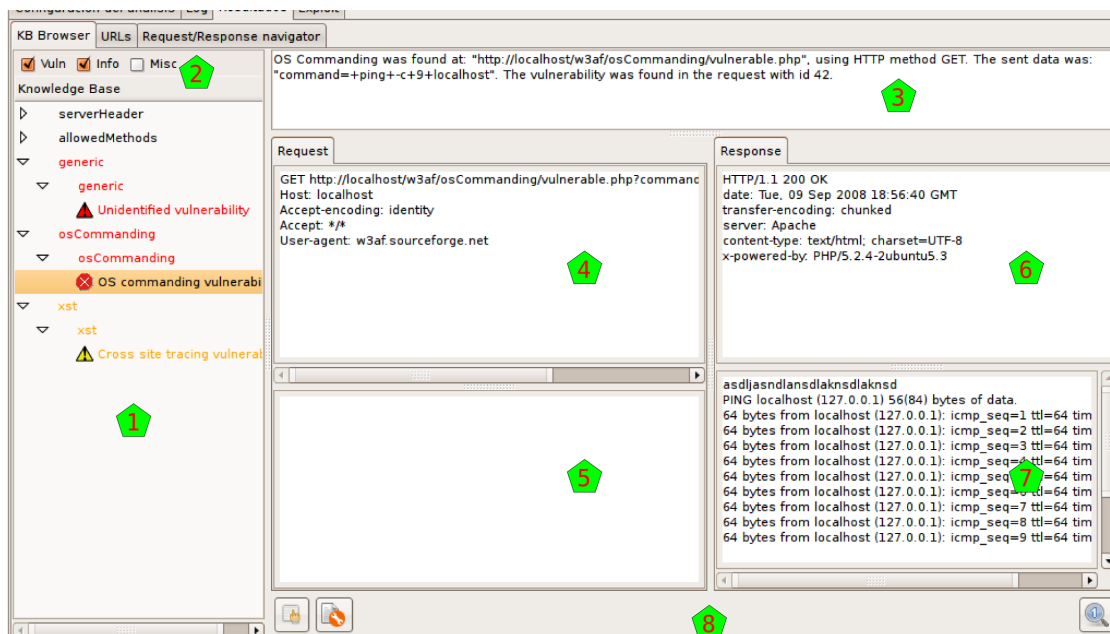 Configuración del análisis Log Resultados Exploit
KB Browser URLs Request/Response navigator
Vuln Info Misc
2
Knowledge Base
serverHeader
allowedMethods
generic
generic
Unidentified vulnerability
osCommanding
osCommanding
OS commanding vulnerabi
xst
xst
Cross site tracing vulnerab
1
OS Commanding was found at: "http://localhost/w3af/osCommanding/vulnerable.php", using HTTP method GET. The sent data was:
"command=+ping+-c+9+localhost". The vulnerability was found in the request with id 42.
3
Request
GET http://localhost/w3af/osCommanding/vulnerable.php?command
Host: localhost
Accept-encoding: identity
Accept: */*
User-agent: w3af.sourceforge.net
4
5
Response
HTTP/1.1 200 OK
date: Tue, 09 Sep 2008 18:56:40 GMT
transfer-encoding: chunked
server: Apache
content-type: text/html; charset=UTF-8
x-powered-by: PHP/5.2.4-2ubuntu5.3
6
asdljasndlansdlaknsdlaknsd
PING localhost (127.0.0.1) 56(84) bytes of data.
64 bytes from localhost (127.0.0.1): icmp_seq=1 ttl=64 tim
64 bytes from localhost (127.0.0.1): icmp_seq=2 ttl=64 tim
64 bytes from localhost (127.0.0.1): icmp_seq=3 ttl=64 tim
64 bytes from localhost (127.0.0.1): ttl=64 tim
64 bytes from localhost (127.0.0.1): ttl=64 tim
64 bytes from localhost (127.0.0.1): ttl=64 tim
64 bytes from localhost (127.0.0.1): icmp_seq=7 ttl=64 tim
64 bytes from localhost (127.0.0.1): icmp_seq=8 ttl=64 tim
64 bytes from localhost (127.0.0.1): icmp_seq=9 ttl=64 tim
7
8
1